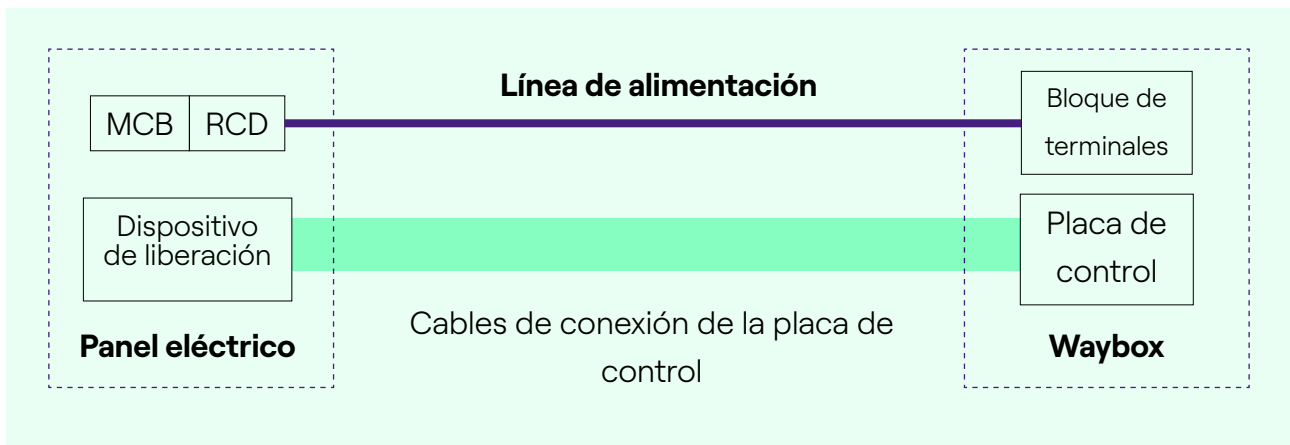 Línea de alimentación
MCB RCD
Bloque de
terminales
Dispositivo
de liberación
Placa de
control
Panel eléctrico
Cables de conexión de la placa de
control
Waybox